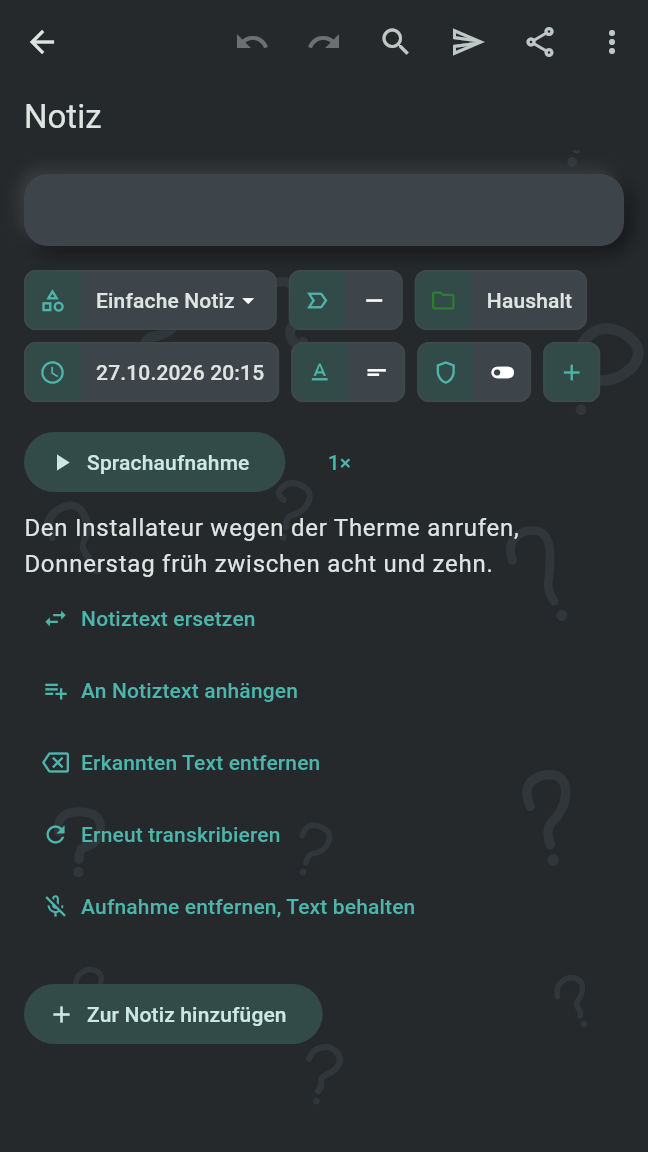 Notiz
Einfache Notiz
Haushalt
27.10.2026 20:15
Sprachaufnahme
1×
Den Installateur wegen der Therme anrufen,
Donnerstag früh zwischen acht und zehn.
Notiztext ersetzen
An Notiztext anhängen
Erkannten Text entfernen
Erneut transkribieren
Aufnahme entfernen, Text behalten
Zur Notiz hinzufügen